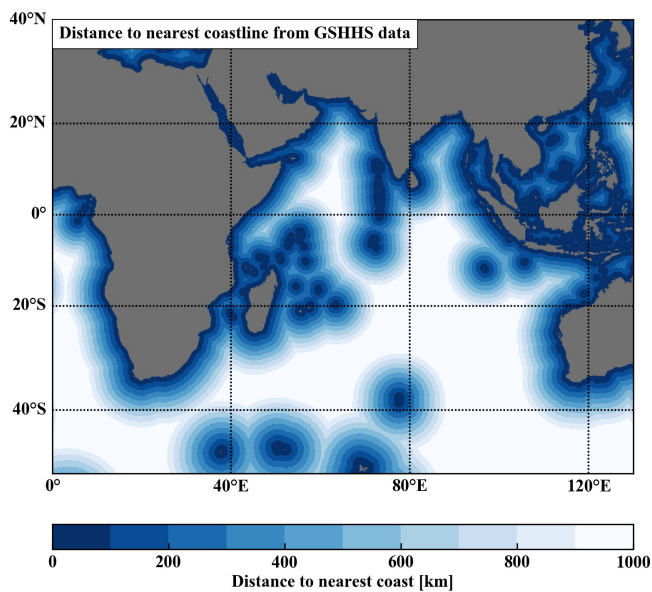 40°N
Distance to nearest coastline from GSHHS data
20°N
0°
20°S
40°S
0° 40°E 80°E 120°E
0 200 400 600 800 1000
Distance to nearest coast [km]